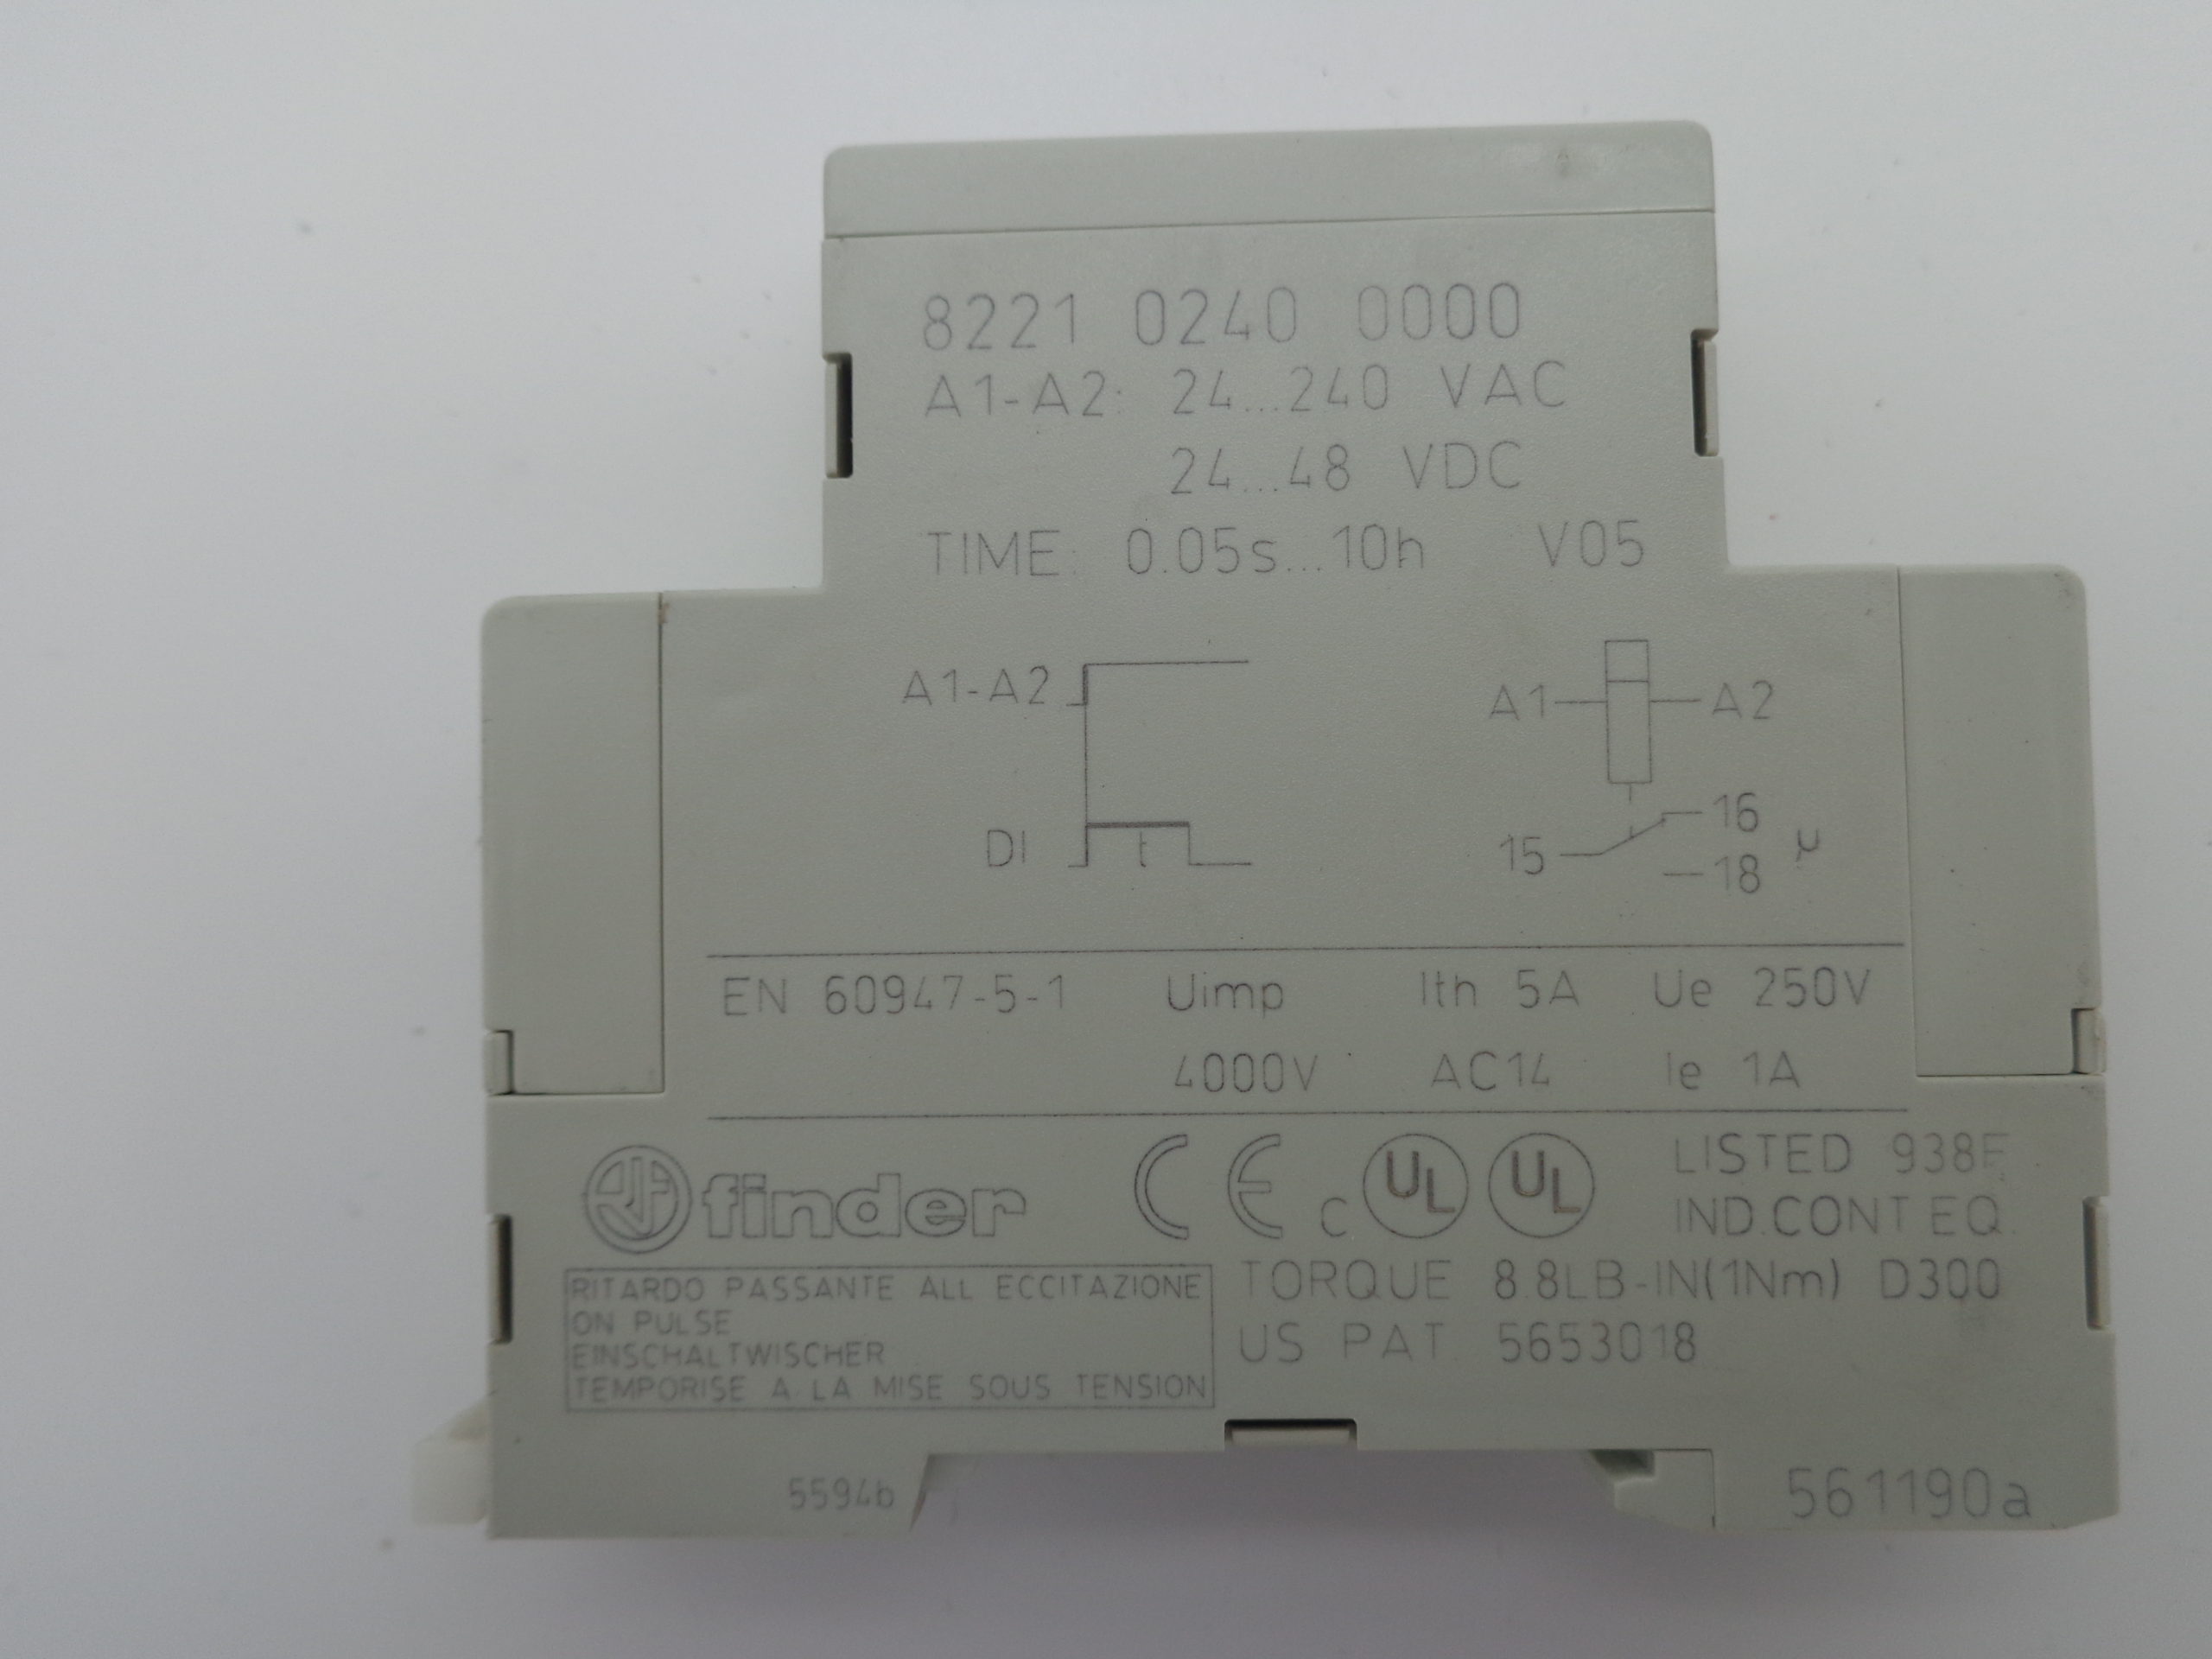 8221 0240 0000
A1-A2: 24...240 VAC
24...48 VDC
TIME: 0.05s...10h V05
A1-A2
A1 A2
DI t
15 16 18 µ
EN 60947-5-1 Uimp Ith 5A Ue 250V
4000V AC14 Ie 1A
finder CE c UL UL LISTED 938E
IND.CONT.EQ.
RITARDO PASSANTE ALL ECCITAZIONE
ON PULSE
EINSCHALTWISCHER
TEMPORISE A LA MISE SOUS TENSION
TORQUE 8.8LB-IN(1Nm) D300
US PAT. 5653018
5594b
561190a